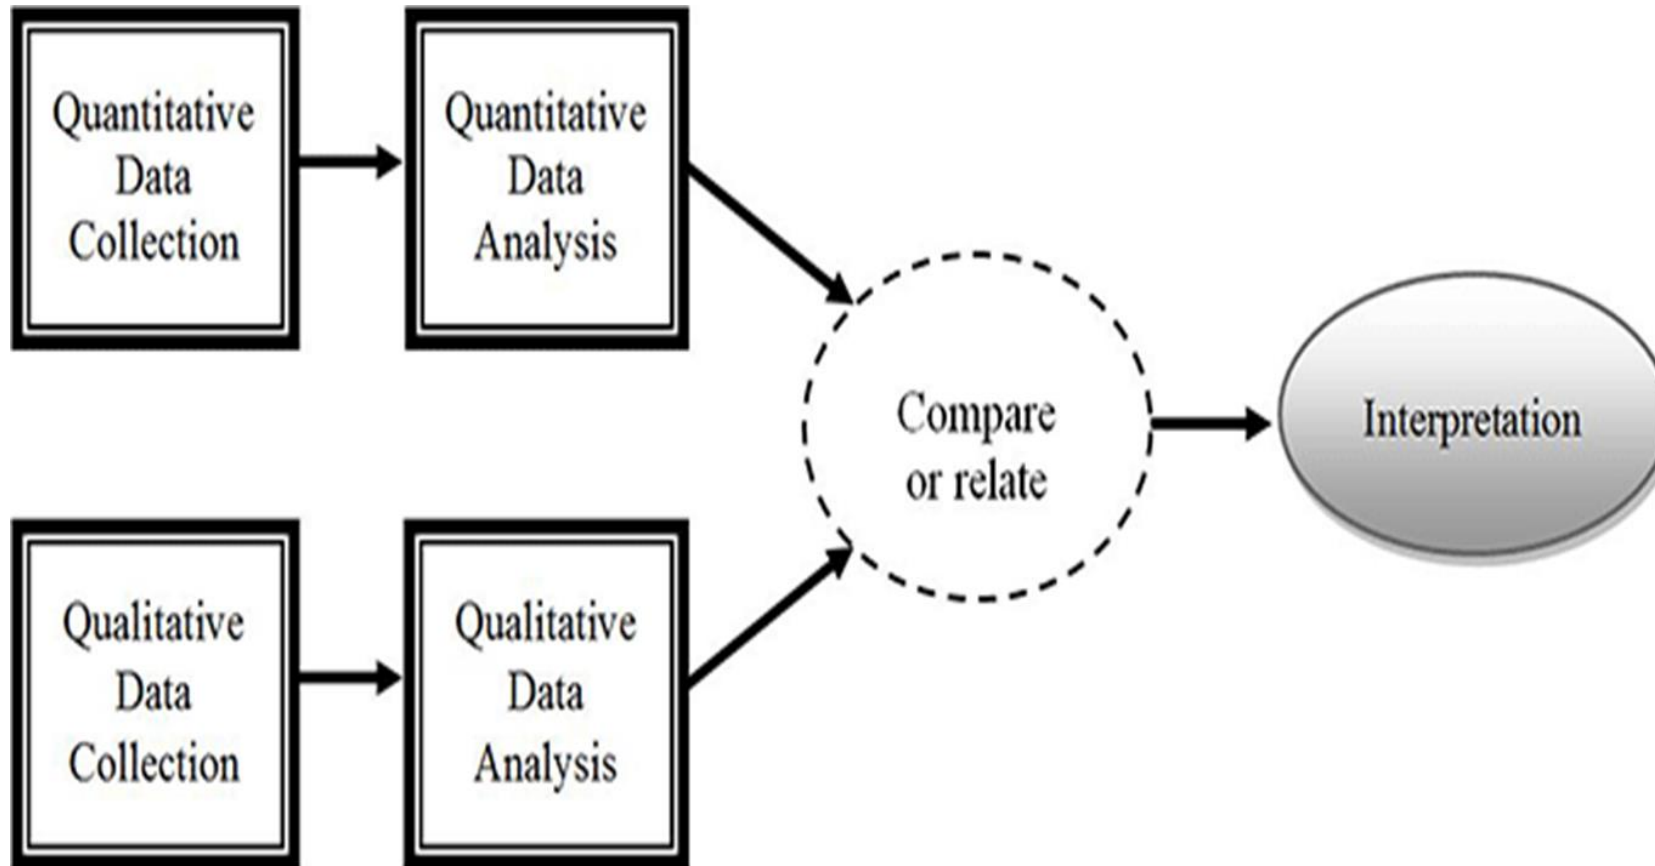 Quantitative
Data
Collection
Quantitative
Data
Analysis
Compare
or relate
Interpretation
Qualitative
Data
Collection
Qualitative
Data
Analysis